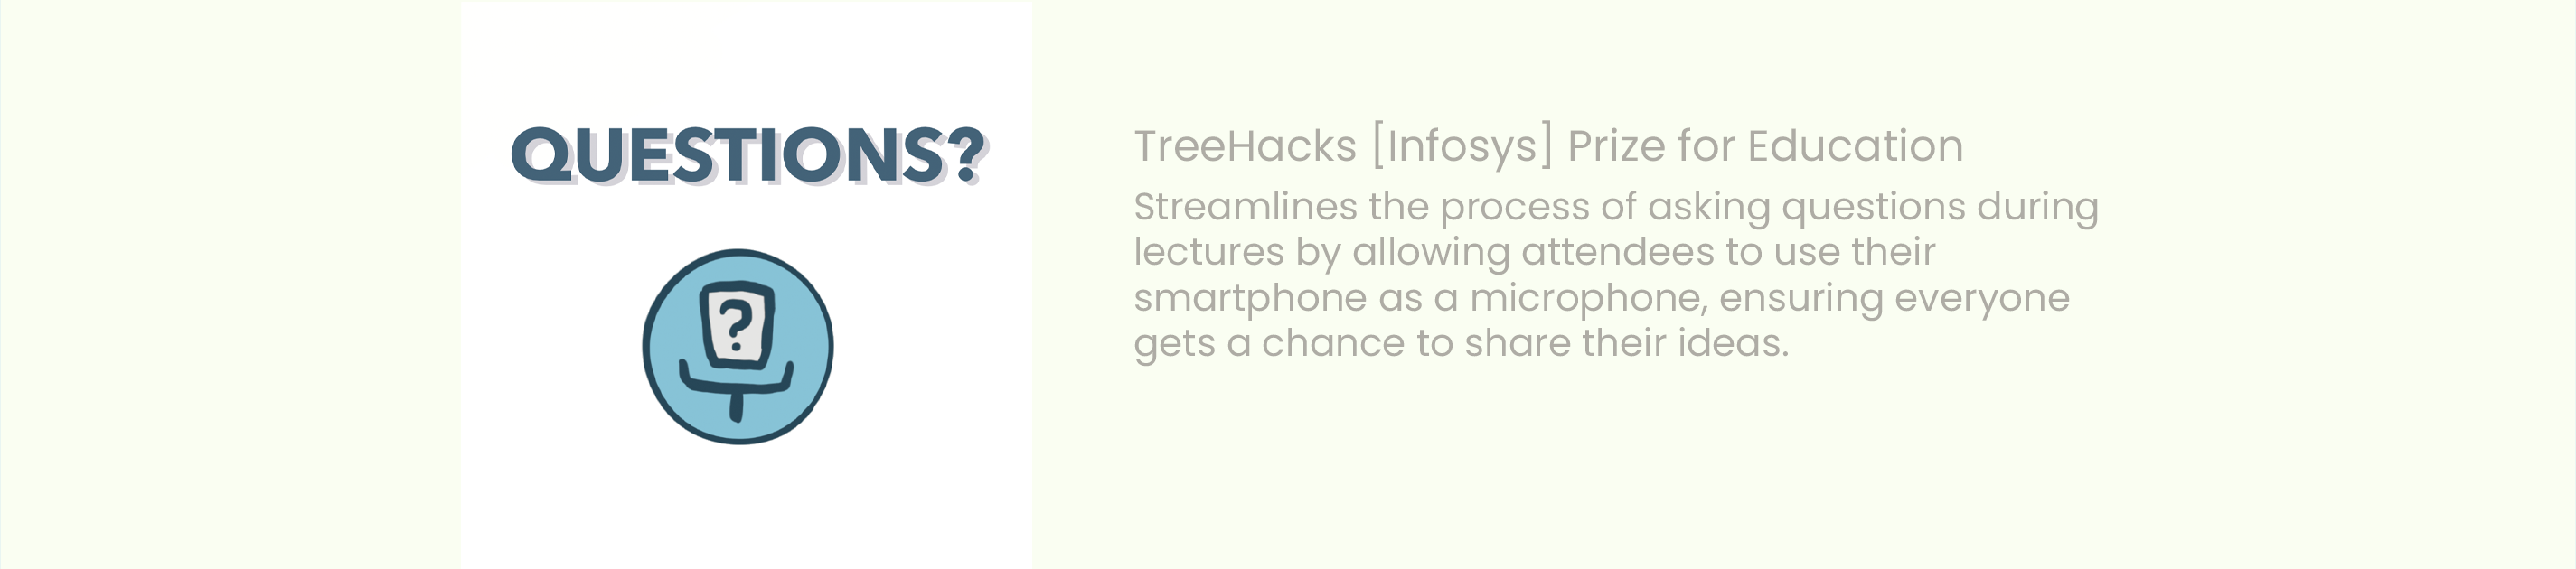 QUESTIONS?
?
TreeHacks [Infosys] Prize for Education
Streamlines the process of asking questions during
lectures by allowing attendees to use their
smartphone as a microphone, ensuring everyone
gets a chance to share their ideas.